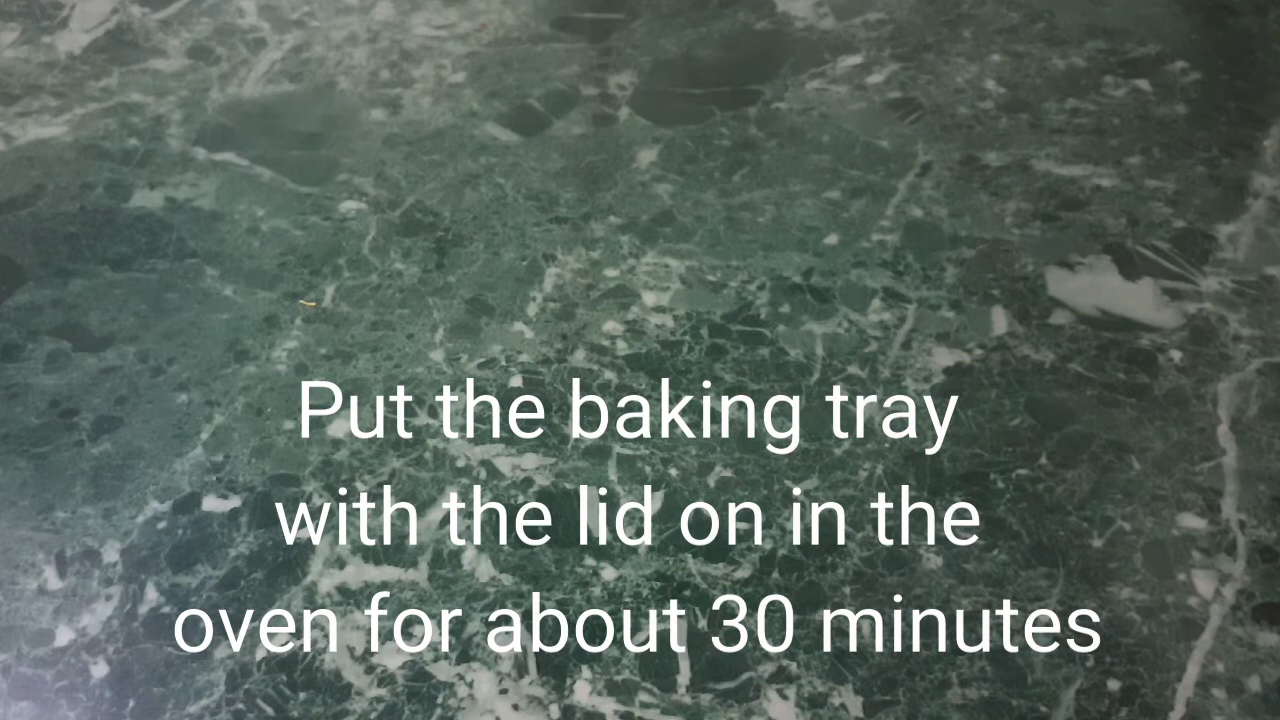 Put the baking tray
with the lid on in the
oven for about 30 minutes